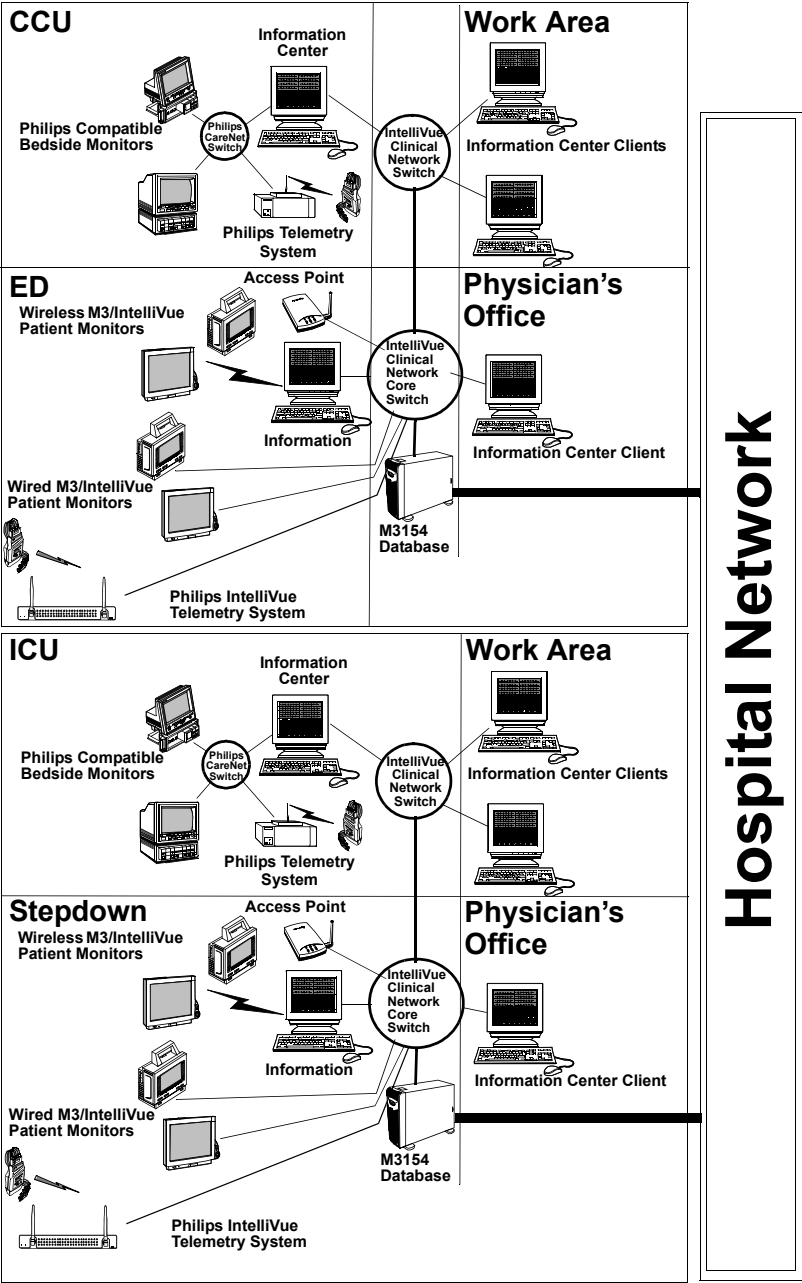 CCU
Information
Center
Work Area
Philips Compatible
Bedside Monitors
Philips
CareNet
Switch
IntelliVue
Clinical
Network
Switch
Information Center Clients
Philips Telemetry
System
ED
Wireless M3/IntelliVue
Patient Monitors
Access Point
Physician’s
Office
IntelliVue
Clinical
Network
Core
Switch
Information
Information Center Client
Wired M3/IntelliVue
Patient Monitors
M3154
Database
Philips IntelliVue
Telemetry System
ICU
Information
Center
Work Area
Philips Compatible
Bedside Monitors
Philips
CareNet
Switch
IntelliVue
Clinical
Network
Switch
Information Center Clients
Philips Telemetry
System
Stepdown
Wireless M3/IntelliVue
Patient Monitors
Access Point
Physician’s
Office
IntelliVue
Clinical
Network
Core
Switch
Information
Information Center Client
Wired M3/IntelliVue
Patient Monitors
M3154
Database
Philips IntelliVue
Telemetry System
Hospital Network